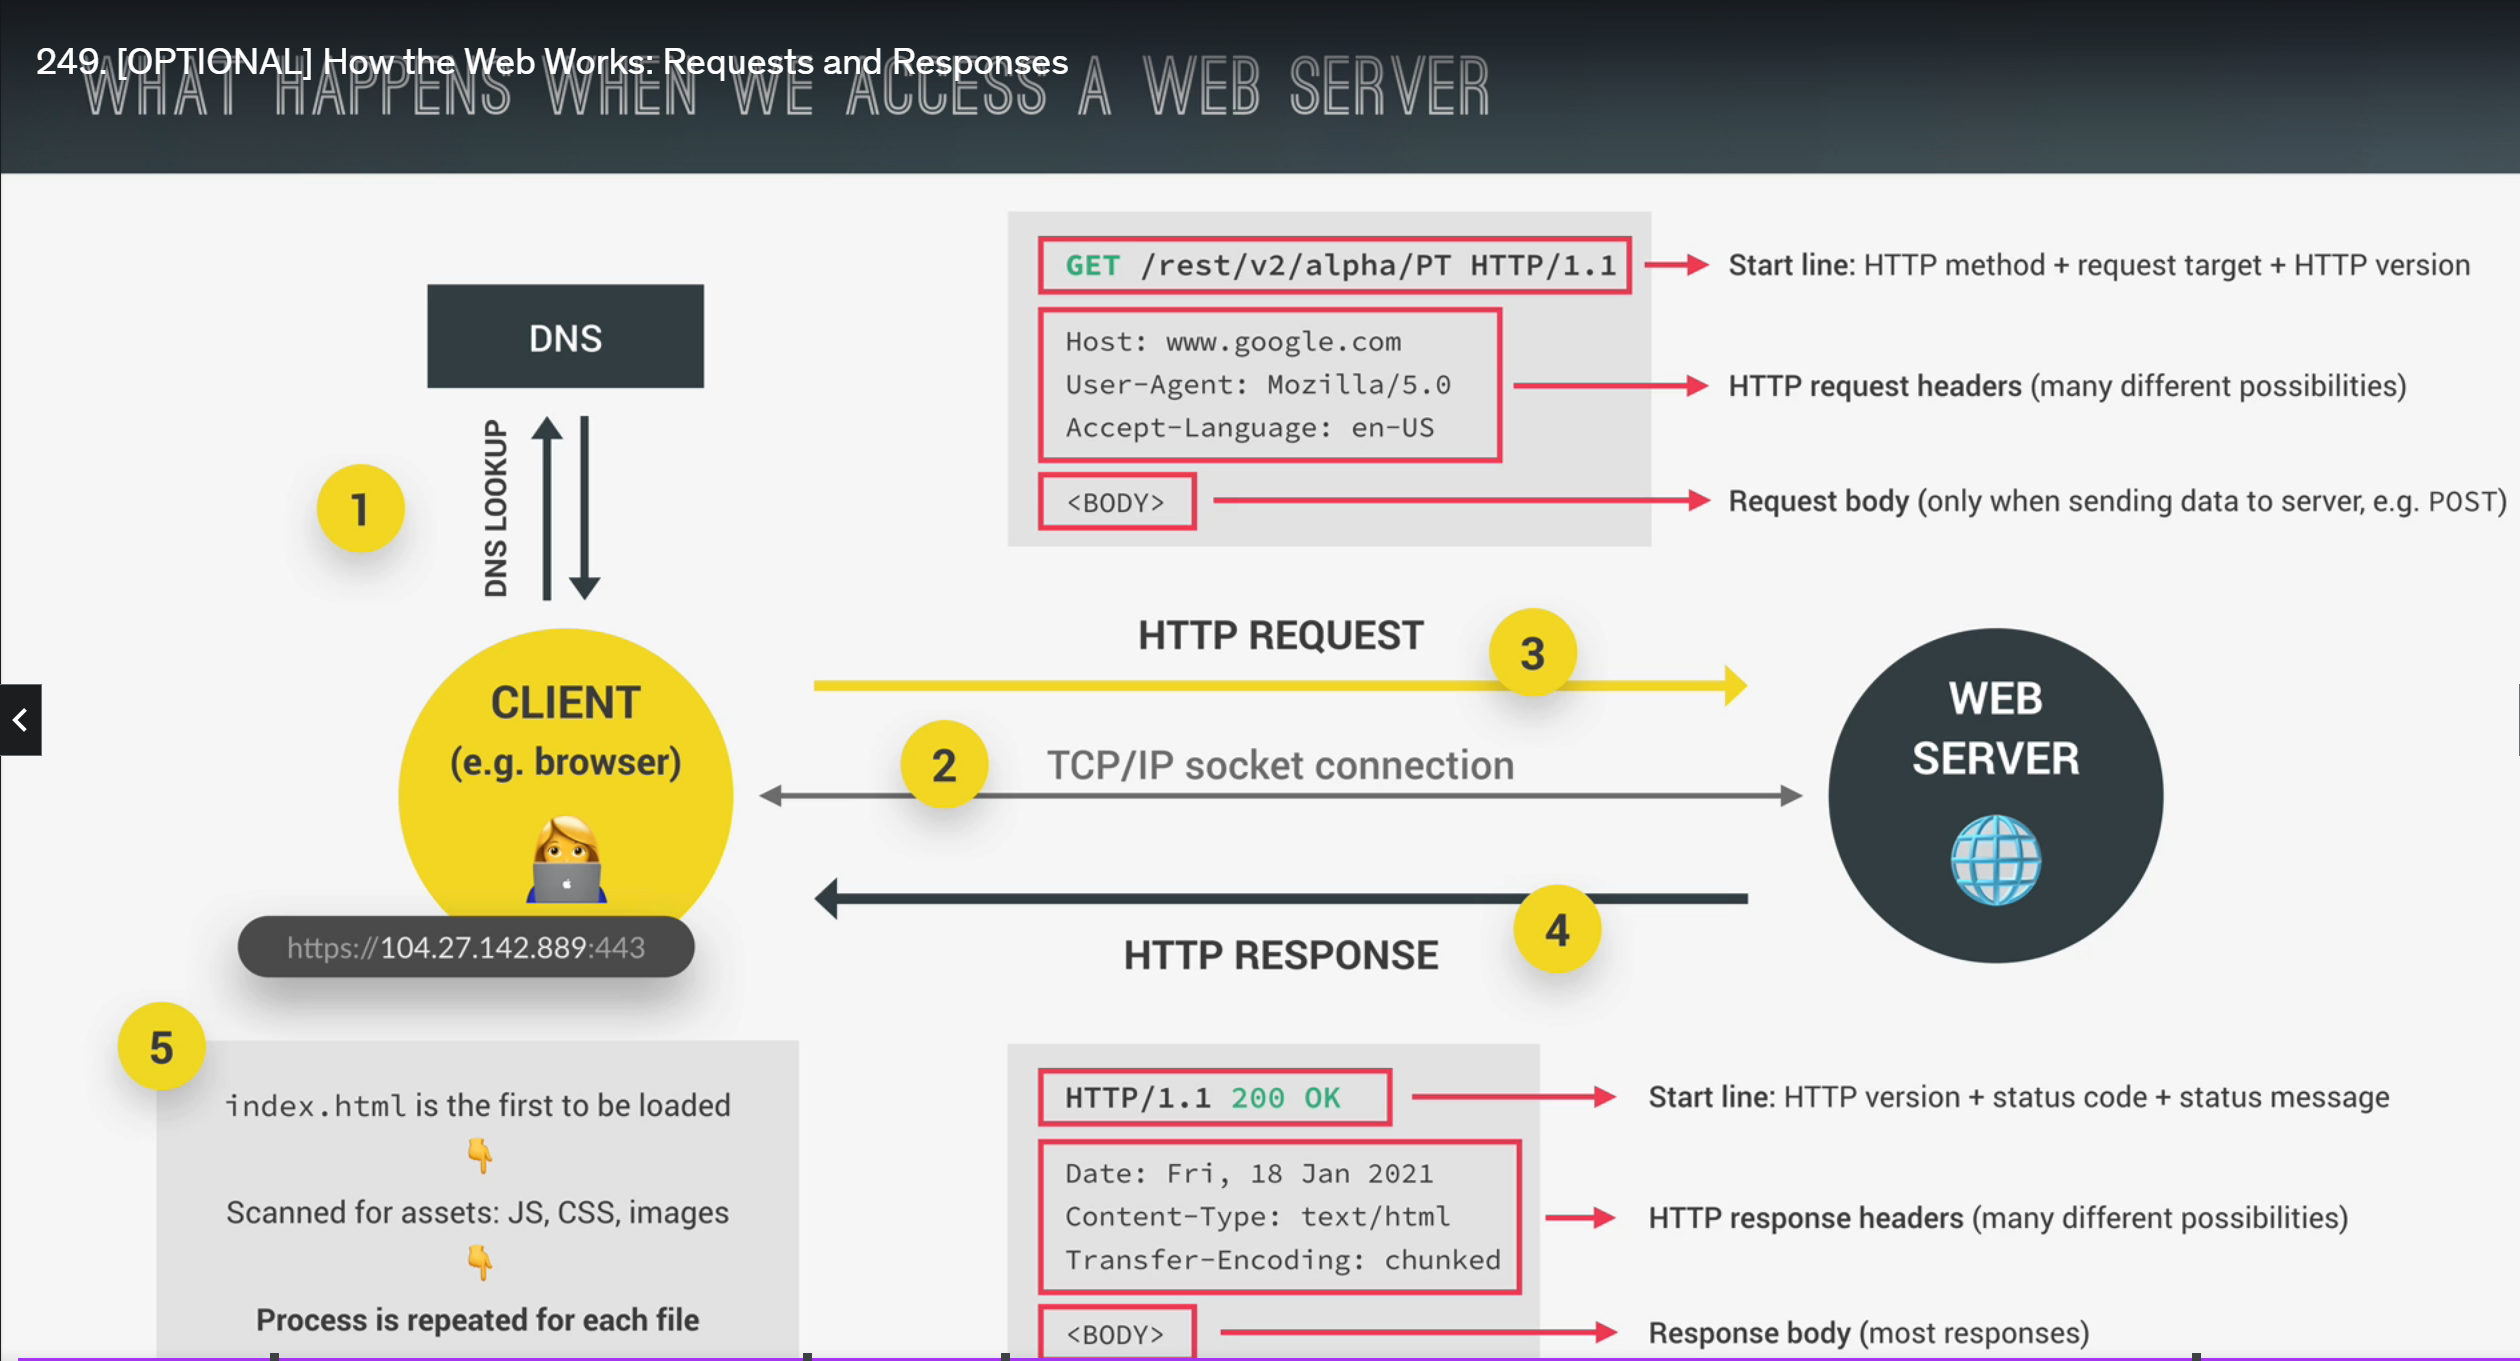 249. [OPTIONAL] How the Web Works: Requests and Responses
WHAT HAPPENS WHEN WE ACCESS A WEB SERVER
GET /rest/v2/alpha/PT HTTP/1.1
Start line: HTTP method + request target + HTTP version
Host: www.google.com
User-Agent: Mozilla/5.0
Accept-Language: en-US
HTTP request headers (many different possibilities)
<BODY>
Request body (only when sending data to server, e.g. POST)
DNS
1
DNS LOOKUP
CLIENT
(e.g. browser)
https://104.27.142.889:443
HTTP REQUEST
3
2
TCP/IP socket connection
4
HTTP RESPONSE
WEB
SERVER
5
index.html is the first to be loaded
👇
Scanned for assets: JS, CSS, images
👇
Process is repeated for each file
HTTP/1.1 200 OK
Start line: HTTP version + status code + status message
Date: Fri, 18 Jan 2021
Content-Type: text/html
Transfer-Encoding: chunked
HTTP response headers (many different possibilities)
<BODY>
Response body (most responses)